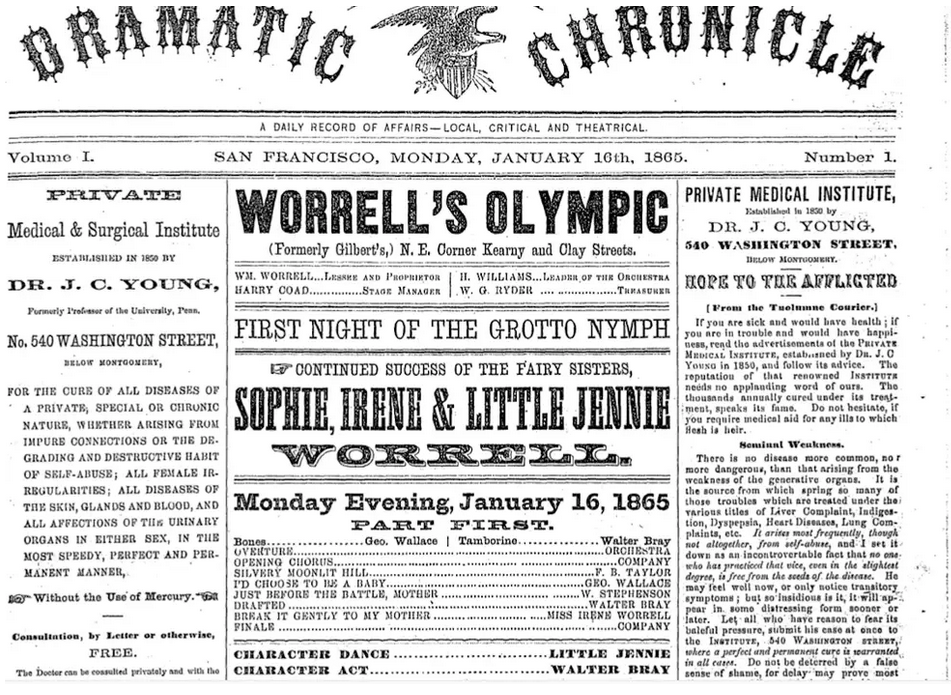 DRAMATIC CHRONICLE
A DAILY RECORD OF AFFAIRS—LOCAL, CRITICAL AND THEATRICAL.
Volume I. SAN FRANCISCO, MONDAY, JANUARY 16th, 1865. Number 1.
PRIVATE
Medical & Surgical Institute
ESTABLISHED IN 1850 BY
DR. J. C. YOUNG,
Formerly Professor of the University, Penn.
No. 540 WASHINGTON STREET,
BELOW MONTGOMERY,
FOR THE CURE OF ALL DISEASES OF
A PRIVATE, SPECIAL OR CHRONIC
NATURE, WHETHER ARISING FROM
IMPURE CONNECTIONS OR THE DE-
GRADING AND DESTRUCTIVE HABIT
OF SELF-ABUSE; ALL FEMALE IR-
REGULARITIES; ALL DISEASES OF
THE SKIN, GLANDS AND BLOOD, AND
ALL AFFECTIONS OF THE URINARY
ORGANS IN EITHER SEX, IN THE
MOST SPEEDY, PERFECT AND PER-
MANENT MANNER,
☞ Without the Use of Mercury. ☜
Consultation, by Letter or otherwise,
FREE.
The Doctor can be consulted privately and with the
WORRELL'S OLYMPIC
(Formerly Gilbert's,) N. E. Corner Kearny and Clay Streets.
WM. WORRELL...LESSEE AND PROPRIETOR | H. WILLIAMS...LEADER OF THE ORCHESTRA
HARRY COAD.............STAGE MANAGER | W. G. RYDER ..................TREASURER
FIRST NIGHT OF THE GROTTO NYMPH
☞ CONTINUED SUCCESS OF THE FAIRY SISTERS,
SOPHIE, IRENE & LITTLE JENNIE
WORRELL.
Monday Evening, January 16, 1865
PART FIRST.
Bones....................Geo. Wallace | Tamborine....................Walter Bray
OVERTURE....................ORCHESTRA
OPENING CHORUS....................COMPANY
SILVERY MOONLIT HILL....................F. B. TAYLOR
I'D CHOOSE TO BE A BABY....................GEO. WALLACE
JUST BEFORE THE BATTLE, MOTHER....................W. STEPHENSON
DRAFTED....................WALTER BRAY
BREAK IT GENTLY TO MY MOTHER....................MISS IRENE WORRELL
FINALE....................COMPANY
CHARACTER DANCE....................LITTLE JENNIE
CHARACTER ACT....................WALTER BRAY
PRIVATE MEDICAL INSTITUTE,
Established in 1850 by
DR. J. C. YOUNG,
540 WASHINGTON STREET,
BELOW MONTGOMERY.
HOPE TO THE AFFLICTED
[From the Tuolumne Courier.]
If you are sick and would have health; if
you are in trouble and would have happi-
ness, read the advertisements of the PRIVATE
MEDICAL INSTITUTE, established by DR. J. C
YOUNG in 1850, and follow its advice. The
reputation of that renowned INSTITUTE
needs no applauding word of ours. The
thousands annually cured under its treat-
ment, speaks its fame. Do not hesitate, if
you require medical aid for any ills to which
flesh is heir.
Seminal Weakness.
There is no disease more common, nor
more dangerous, than that arising from the
weakness of the generative organs. It is
the source from which spring so many of
those troubles which are treated under the
various titles of Liver Complaint, Indiges-
tion, Dyspepsia, Heart Diseases, Lung Com-
plaints, etc. It arises most frequently, though
not altogether, from self-abuse, and I set it
down as an incontrovertable fact that no one
who has practiced that vice, even in the slightest
degree, is free from the seeds of the disease. He
may feel well now, or only notice transitory
symptoms; but so insidious is it, it will ap-
pear in some distressing form sooner or
later. Let all who have reason to fear its
baleful pressure, submit his case at once to
the INSTITUTE, 540 WASHINGTON STREET,
where a perfect and permanent cure is warranted
in all cases. Do not be deterred by a false
sense of shame, for delay may prove most